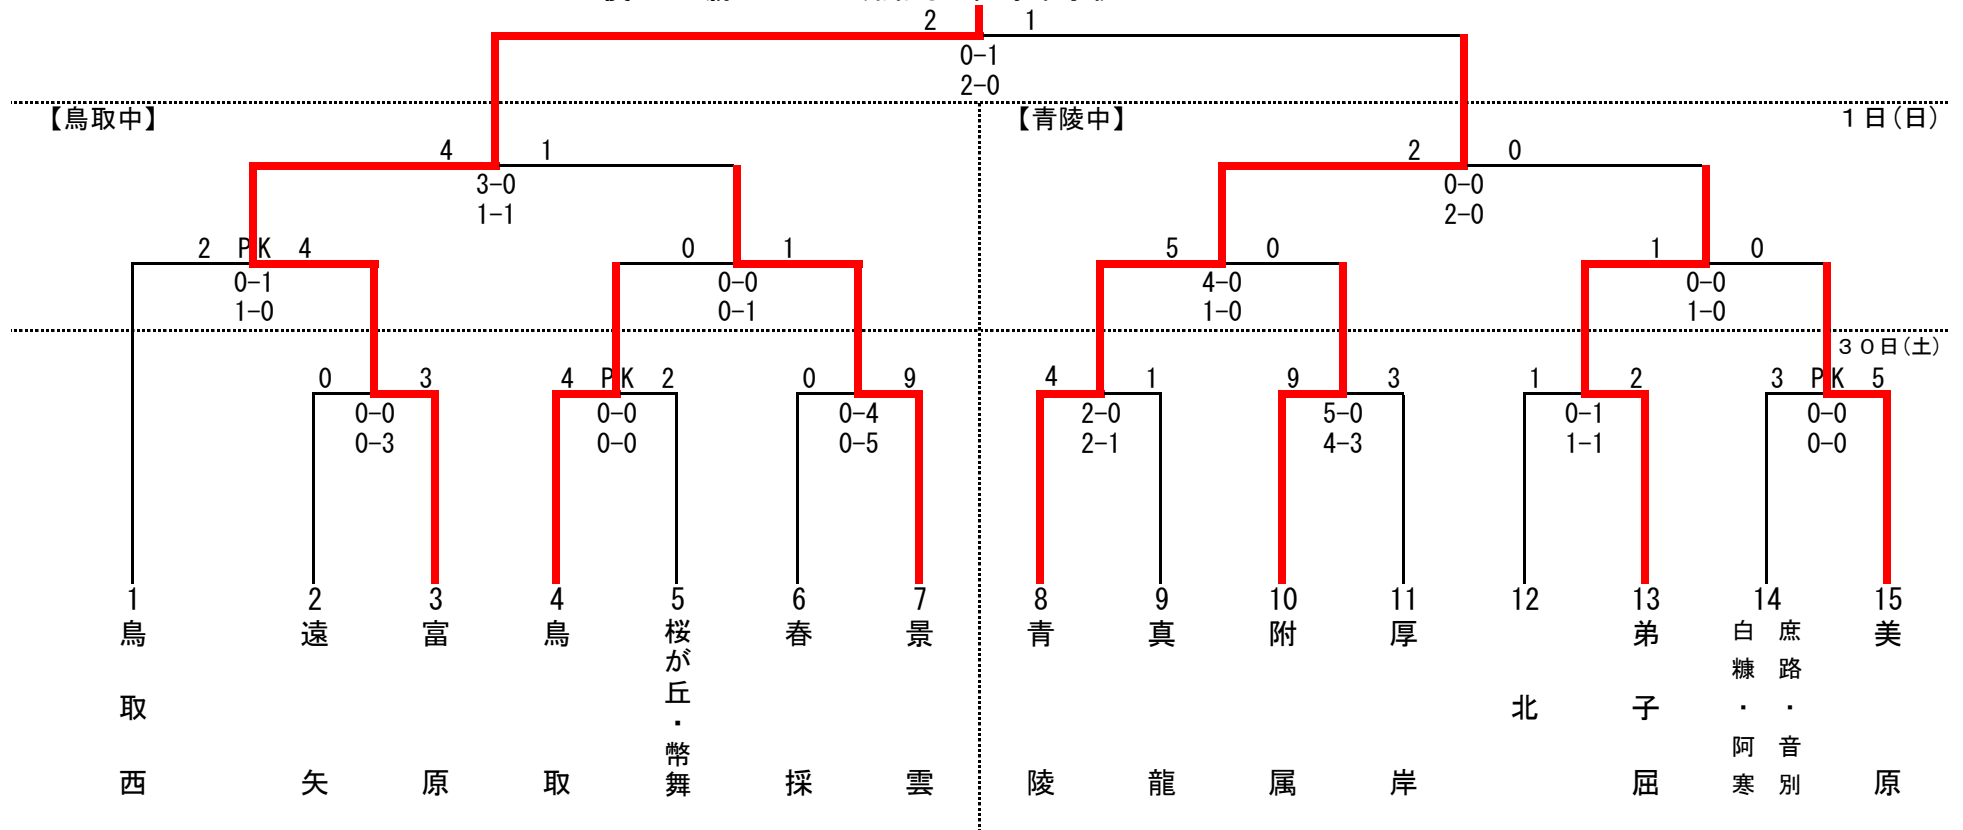 2 1
0-1
2-0
【鳥取中】 【青陵中】 1日(日)
4 1 2 0
3-0 0-0
1-1 2-0
2 PK 4 0 1 5 0 1 0
0-1 0-0 4-0 0-0
1-0 0-1 1-0 1-0
30日(土)
0 3 4 PK 2 0 9 4 1 9 3 1 2 3 PK 5
0-0 0-0 0-4 2-0 5-0 0-1 0-0
0-3 0-0 0-5 2-1 4-3 1-1 0-0
1 2 3 4 5 6 7 8 9 10 11 12 13 14 15
鳥取西
遠矢
富原
鳥取
桜が丘・幣舞
春採
景雲
青陵
真龍
附属
厚岸
北
弟子屈
白糠・阿寒
庶路・音別
美原